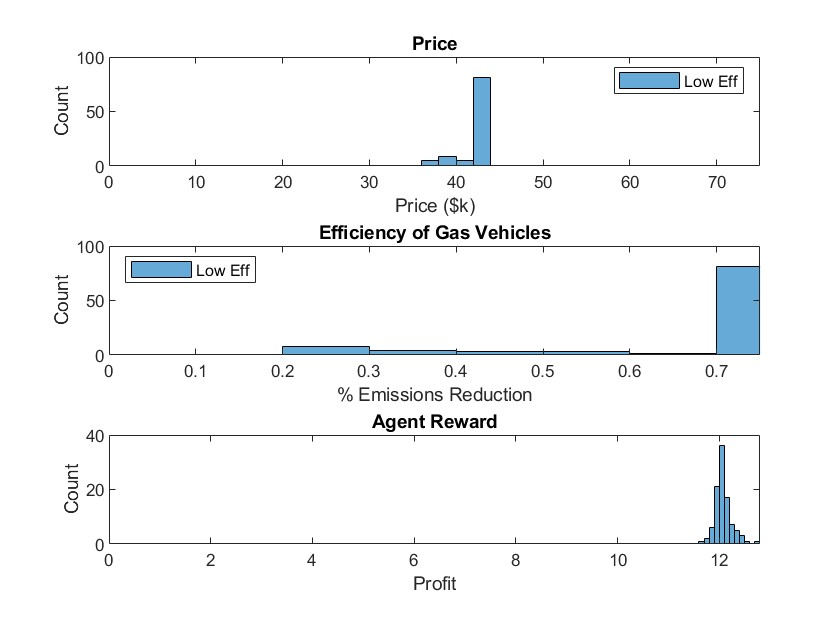 Price
100
50
0
Count
Low Eff
0 10 20 30 40 50 60 70
Price ($k)
Efficiency of Gas Vehicles
100
50
0
Count
Low Eff
0 0.1 0.2 0.3 0.4 0.5 0.6 0.7
% Emissions Reduction
Agent Reward
40
20
0
Count
0 2 4 6 8 10 12
Profit